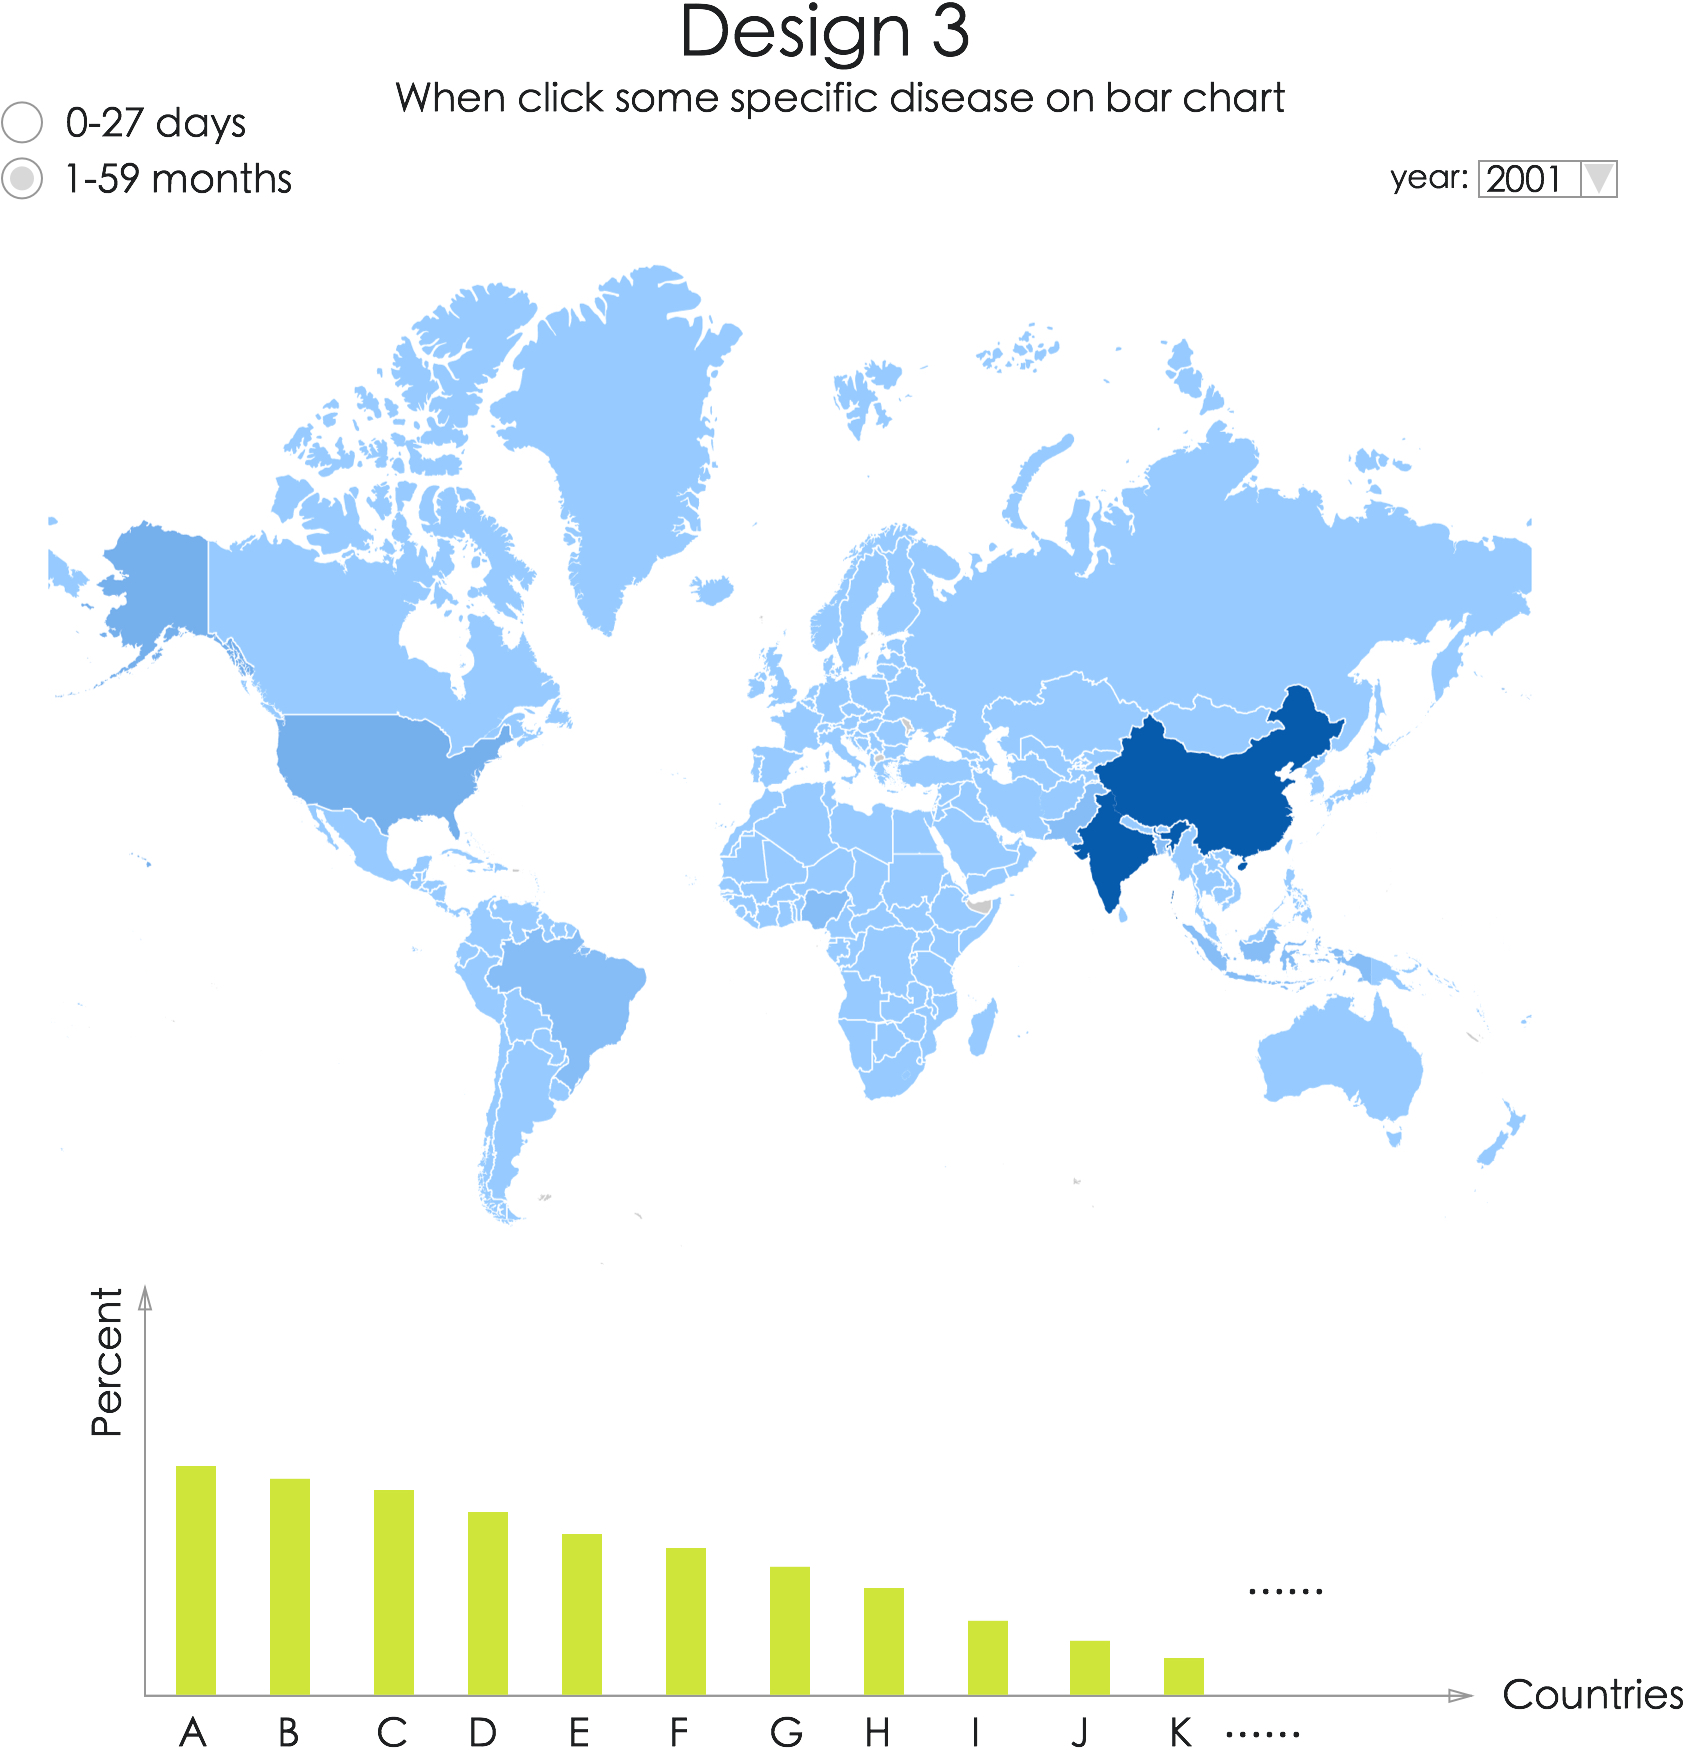 Design 3
When click some specific disease on bar chart
0-27 days
1-59 months
year: 2001
Percent
A B C D E F G H I J K ......
......
Countries